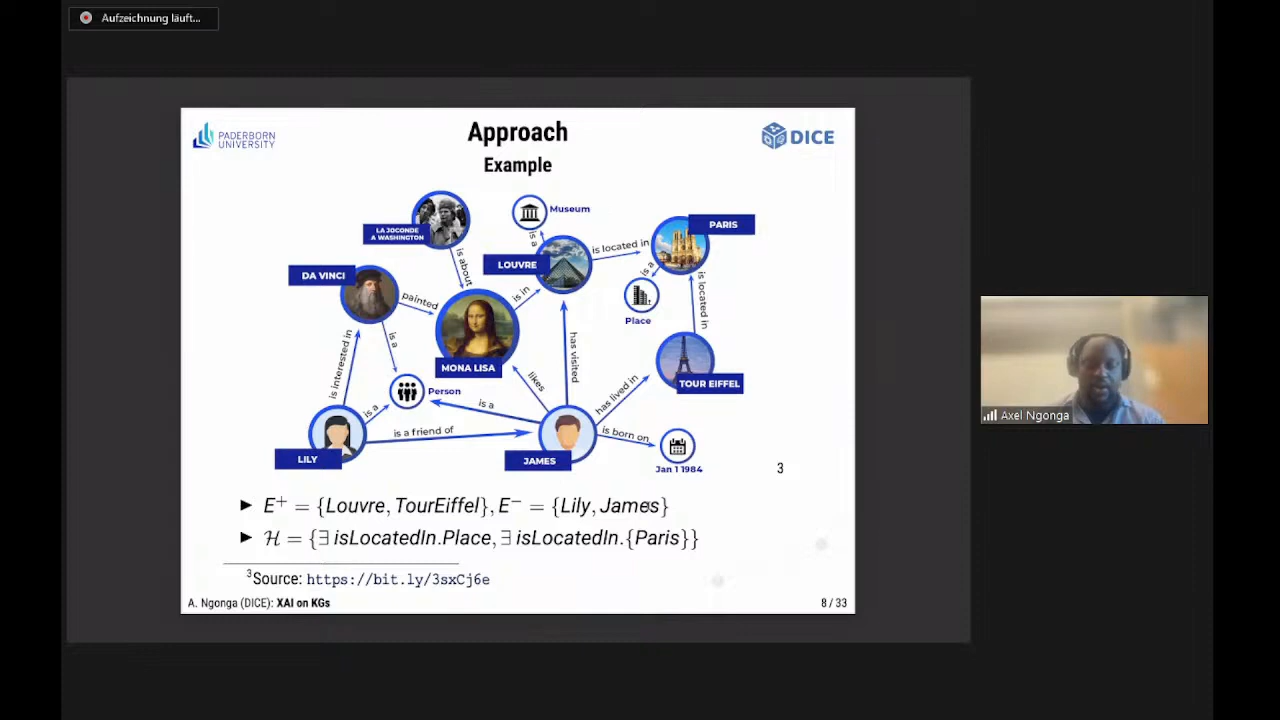 Aufzeichnung läuft...
PADERBORN
UNIVERSITY
Approach
DICE
Example
LA JOCONDE
A WASHINGTON
Museum
PARIS
is a
is located in
is about
LOUVRE
DA VINCI
is a
painted
is in
is located in
Place
is a
has visited
is interested in
MONA LISA
TOUR EIFFEL
Person
likes
has lived in
is a
is a
is a friend of
is born on
LILY
JAMES
Jan 1 1984
3
► E⁺ = {Louvre, TourEiffel}, E⁻ = {Lily, James}
► ℋ = {∃ isLocatedIn.Place, ∃ isLocatedIn.{Paris}}
³Source: https://bit.ly/3sxCj6e
A. Ngonga (DICE): XAI on KGs
8 / 33
Axel Ngonga